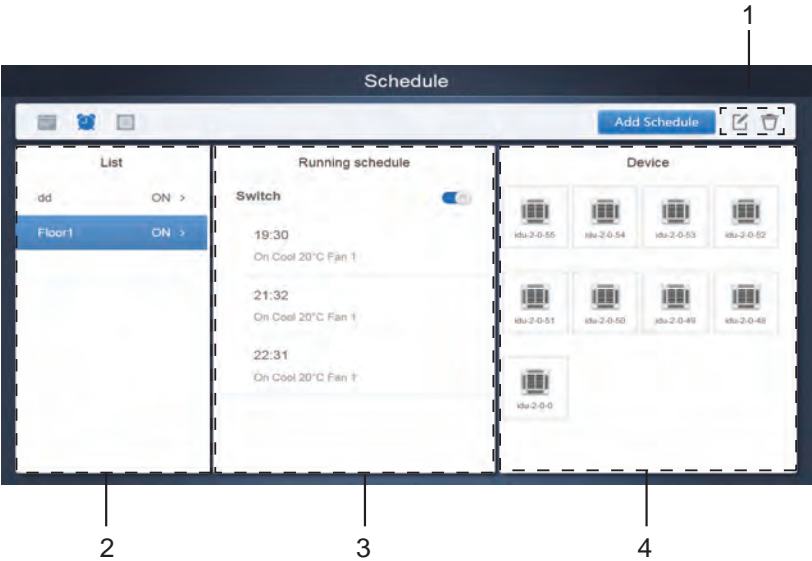 1
Schedule
Add Schedule
List
Running schedule
Device
dd ON >
Switch
idu-2-0-55 idu-2-0-54 idu-2-0-53 idu-2-0-52
Floor1 ON >
19:30
On Cool 20°C Fan 1
21:32
On Cool 20°C Fan 1
idu-2-0-51 idu-2-0-50 idu-2-0-49 idu-2-0-48
22:31
On Cool 20°C Fan 1
idu-2-0-0
2 3 4